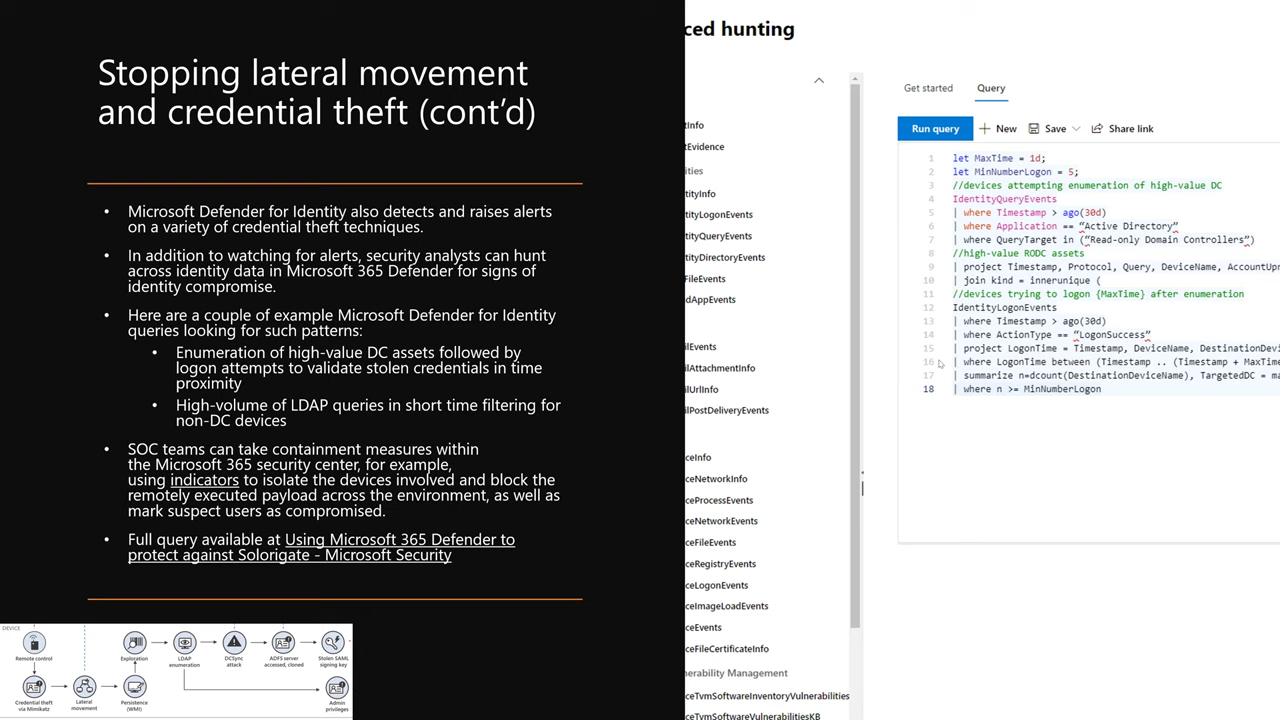 Stopping lateral movement
and credential theft (cont'd)
• Microsoft Defender for Identity also detects and raises alerts
on a variety of credential theft techniques.
• In addition to watching for alerts, security analysts can hunt
across identity data in Microsoft 365 Defender for signs of
identity compromise.
• Here are a couple of example Microsoft Defender for Identity
queries looking for such patterns:
• Enumeration of high-value DC assets followed by
logon attempts to validate stolen credentials in time
proximity
• High-volume of LDAP queries in short time filtering for
non-DC devices
• SOC teams can take containment measures within
the Microsoft 365 security center, for example,
using indicators to isolate the devices involved and block the
remotely executed payload across the environment, as well as
mark suspect users as compromised.
• Full query available at Using Microsoft 365 Defender to
protect against Solorigate - Microsoft Security
DEVICE
Remote control
Exploration
LDAP
enumeration
DCSync
attack
ADFS server
accessed, cloned
Stolen SAML
signing key
Credential theft
via Mimikatz
Lateral
movement
Persistence
(WMI)
Admin
privileges
ced hunting
tInfo
tEvidence
ities
tityInfo
tityLogonEvents
tityQueryEvents
tityDirectoryEvents
FileEvents
dAppEvents
ilEvents
ilAttachmentInfo
ilUrlInfo
ilPostDeliveryEvents
ceInfo
ceNetworkInfo
ceProcessEvents
ceNetworkEvents
ceFileEvents
ceRegistryEvents
ceLogonEvents
ceImageLoadEvents
ceEvents
ceFileCertificateInfo
nerability Management
ceTvmSoftwareInventoryVulnerabilities
ceTvmSoftwareVulnerabilitiesKB
Get started Query
Run query New Save Share link
1 let MaxTime = 1d;
2 let MinNumberLogon = 5;
3 //devices attempting enumeration of high-value DC
4 IdentityQueryEvents
5 | where Timestamp > ago(30d)
6 | where Application == “Active Directory”
7 | where QueryTarget in (“Read-only Domain Controllers”)
8 //high-value RODC assets
9 | project Timestamp, Protocol, Query, DeviceName, AccountUpn
10 | join kind = innerunique (
11 //devices trying to logon {MaxTime} after enumeration
12 IdentityLogonEvents
13 | where Timestamp > ago(30d)
14 | where ActionType == “LogonSuccess”
15 | project LogonTime = Timestamp, DeviceName, DestinationDevi
16 | where LogonTime between (Timestamp .. (Timestamp + MaxTime
17 | summarize n=dcount(DestinationDeviceName), TargetedDC = ma
18 | where n >= MinNumberLogon